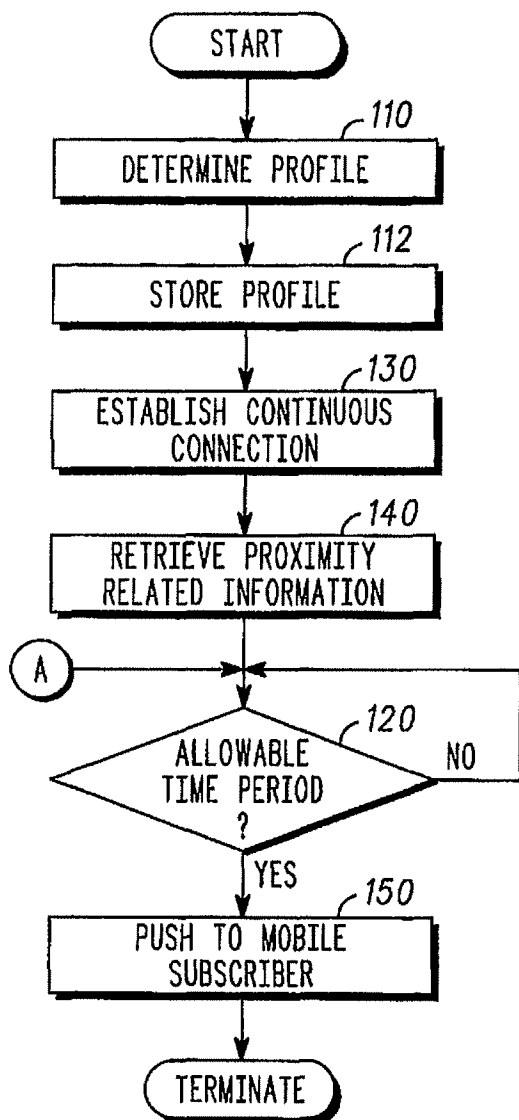 START
110
DETERMINE PROFILE
112
STORE PROFILE
130
ESTABLISH CONTINUOUS
CONNECTION
140
RETRIEVE PROXIMITY
RELATED INFORMATION
A
120
ALLOWABLE
TIME PERIOD
?
NO
YES
150
PUSH TO MOBILE
SUBSCRIBER
TERMINATE